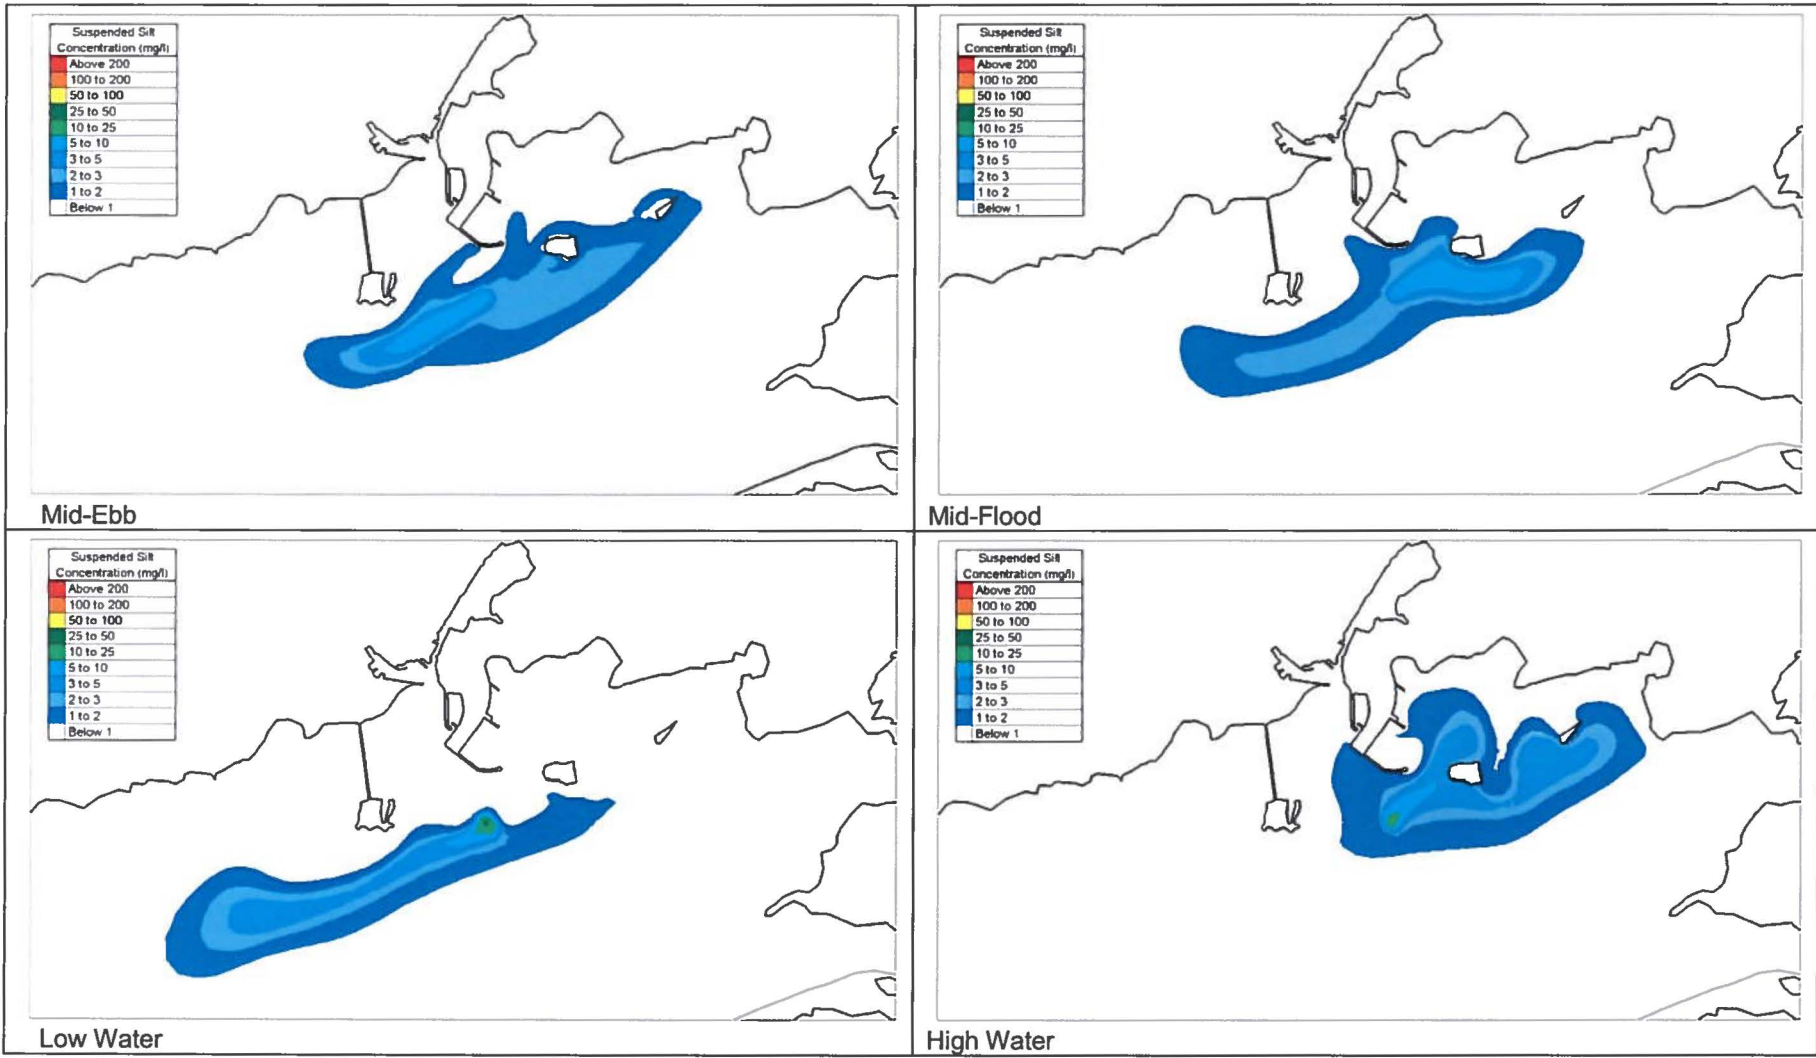 Suspended Silt
Concentration (mg/l)
Above 200
100 to 200
50 to 100
25 to 50
10 to 25
5 to 10
3 to 5
2 to 3
1 to 2
Below 1
Mid-Ebb
Suspended Silt
Concentration (mg/l)
Above 200
100 to 200
50 to 100
25 to 50
10 to 25
5 to 10
3 to 5
2 to 3
1 to 2
Below 1
Mid-Flood
Suspended Silt
Concentration (mg/l)
Above 200
100 to 200
50 to 100
25 to 50
10 to 25
5 to 10
3 to 5
2 to 3
1 to 2
Below 1
Low Water
Suspended Silt
Concentration (mg/l)
Above 200
100 to 200
50 to 100
25 to 50
10 to 25
5 to 10
3 to 5
2 to 3
1 to 2
Below 1
High Water